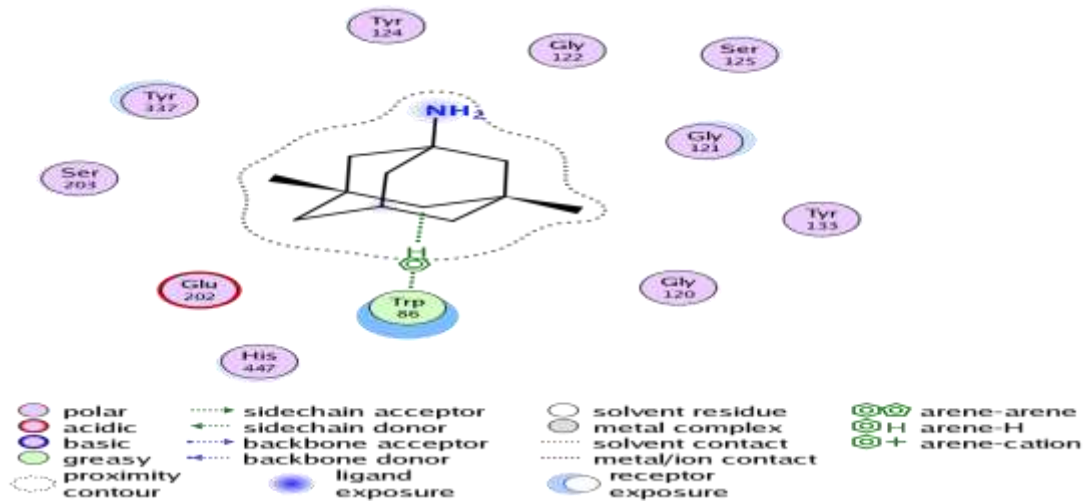 Tyr
124
Gly
122
Ser
125
Tyr
337
NH2
Gly
121
Ser
203
Tyr
133
H
Glu
202
Gly
120
Trp
86
His
447
polar
acidic
basic
greasy
proximity
contour
sidechain acceptor
sidechain donor
backbone acceptor
backbone donor
ligand
exposure
solvent residue
metal complex
solvent contact
metal/ion contact
receptor
exposure
arene-arene
H arene-H
+ arene-cation